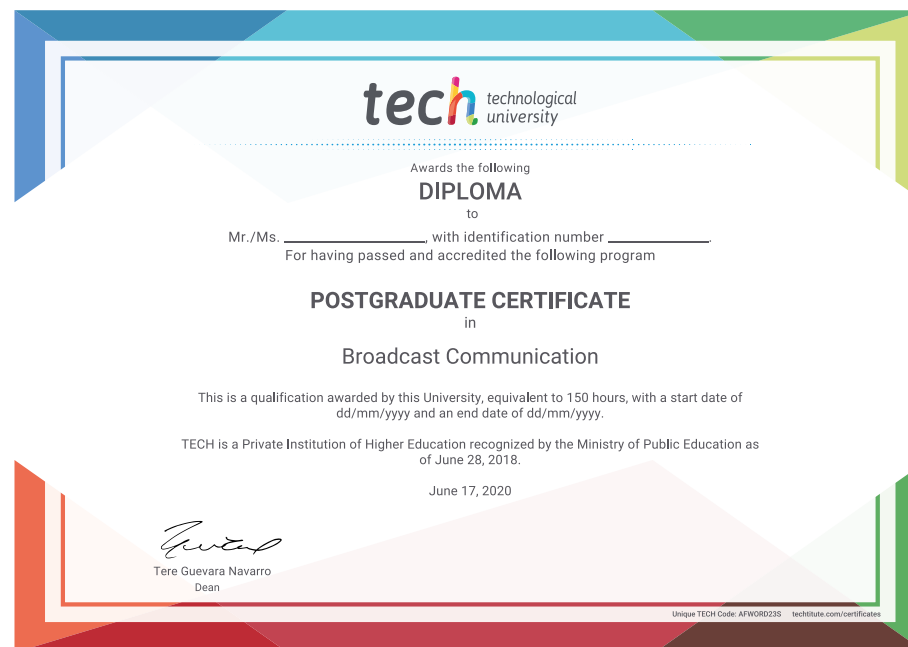 tech technological
university
Awards the following
DIPLOMA
to
Mr./Ms. ____________________, with identification number ______________.
For having passed and accredited the following program
POSTGRADUATE CERTIFICATE
in
Broadcast Communication
This is a qualification awarded by this University, equivalent to 150 hours, with a start date of
dd/mm/yyyy and an end date of dd/mm/yyyy.
TECH is a Private Institution of Higher Education recognized by the Ministry of Public Education as
of June 28, 2018.
June 17, 2020
Tere Guevara Navarro
Dean
Unique TECH Code: AFWORD23S techtitute.com/certificates